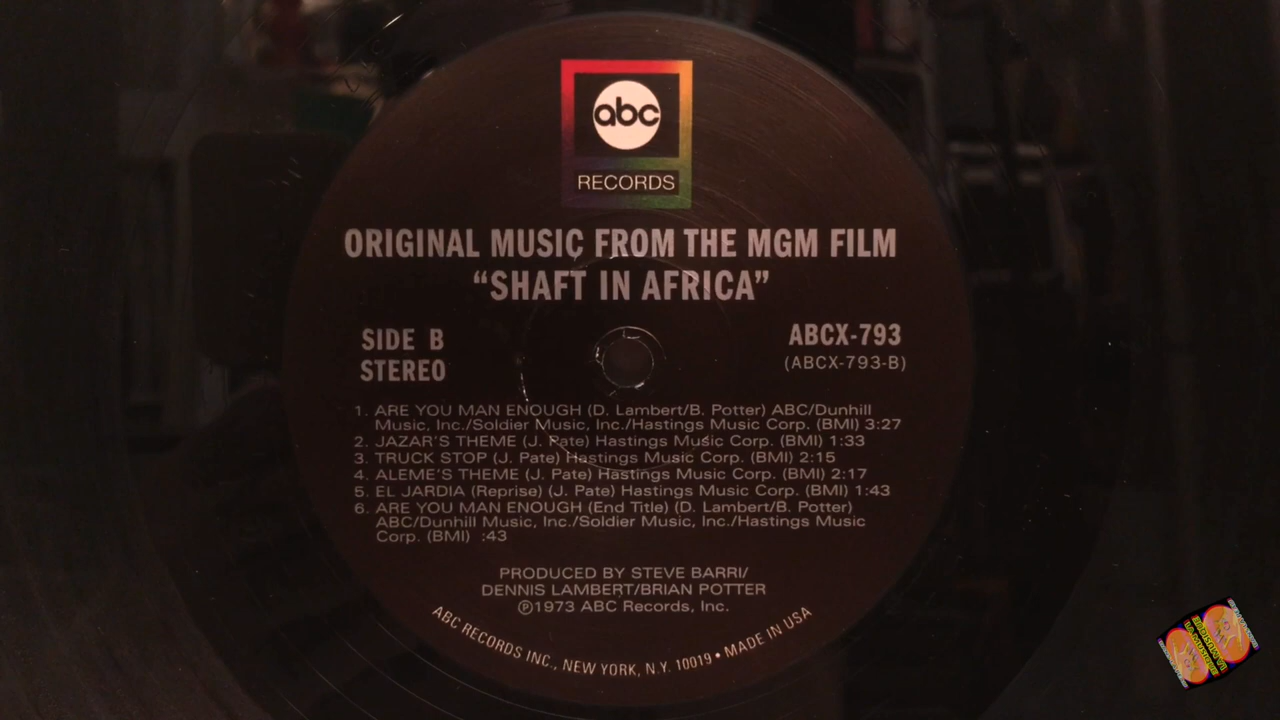 abc
RECORDS
ORIGINAL MUSIC FROM THE MGM FILM
“SHAFT IN AFRICA”
SIDE B
STEREO
ABCX-793
(ABCX-793-B)
1. ARE YOU MAN ENOUGH (D. Lambert/B. Potter) ABC/Dunhill
Music, Inc./Soldier Music, Inc./Hastings Music Corp. (BMI) 3:27
2. JAZAR'S THEME (J. Pate) Hastings Music Corp. (BMI) 1:33
3. TRUCK STOP (J. Pate) Hastings Music Corp. (BMI) 2:15
4. ALEME'S THEME (J. Pate) Hastings Music Corp. (BMI) 2:17
5. EL JARDIA (Reprise) (J. Pate) Hastings Music Corp. (BMI) 1:43
6. ARE YOU MAN ENOUGH (End Title) (D. Lambert/B. Potter)
ABC/Dunhill Music, Inc./Soldier Music, Inc./Hastings Music
Corp. (BMI) :43
PRODUCED BY STEVE BARRI/
DENNIS LAMBERT/BRIAN POTTER
℗1973 ABC Records, Inc.
ABC RECORDS INC., NEW YORK, N.Y. 10019 • MADE IN USA